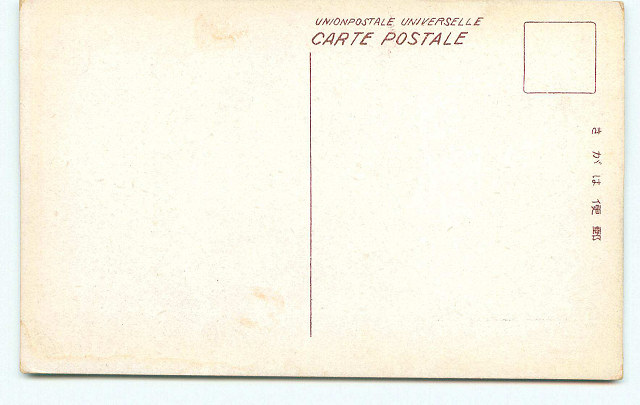 UNIONPOSTALE UNIVERSELLE
CARTE POSTALE
郵便はがき